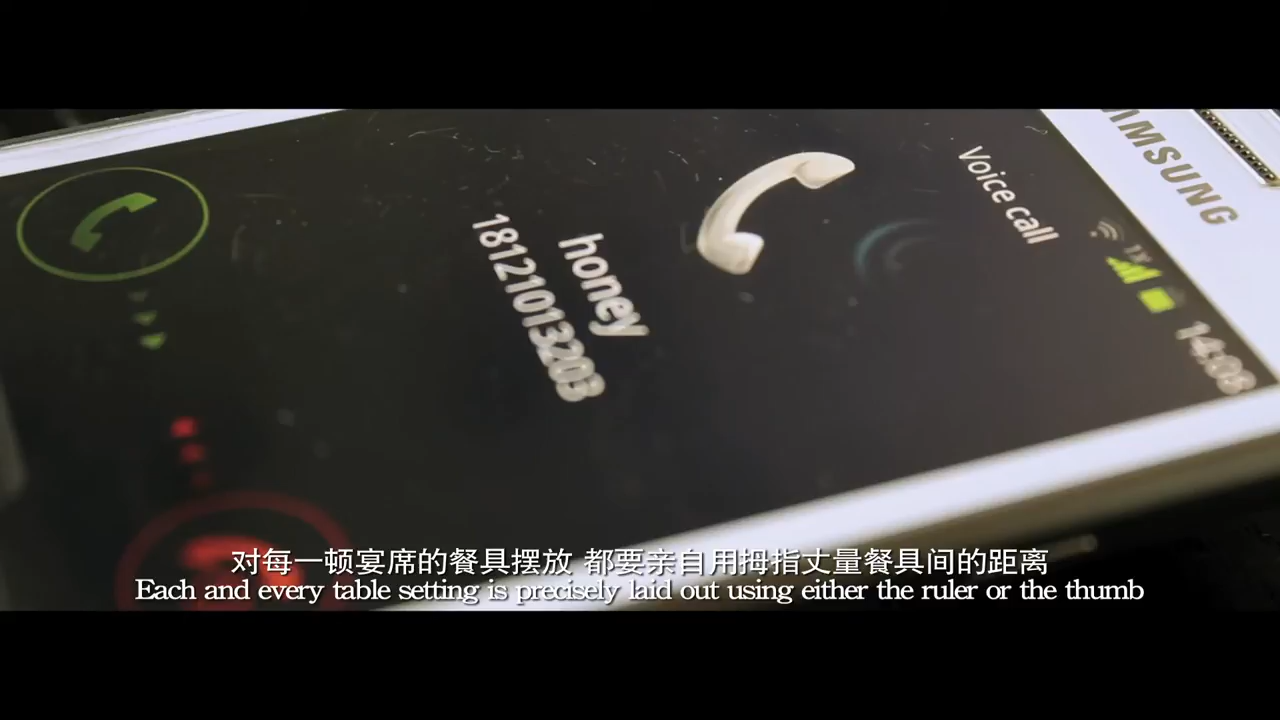 SAMSUNG
Voice call
1X
14:08
honey
18121013203
对每一顿宴席的餐具摆放 都要亲自用拇指丈量餐具间的距离
Each and every table setting is precisely laid out using either the ruler or the thumb